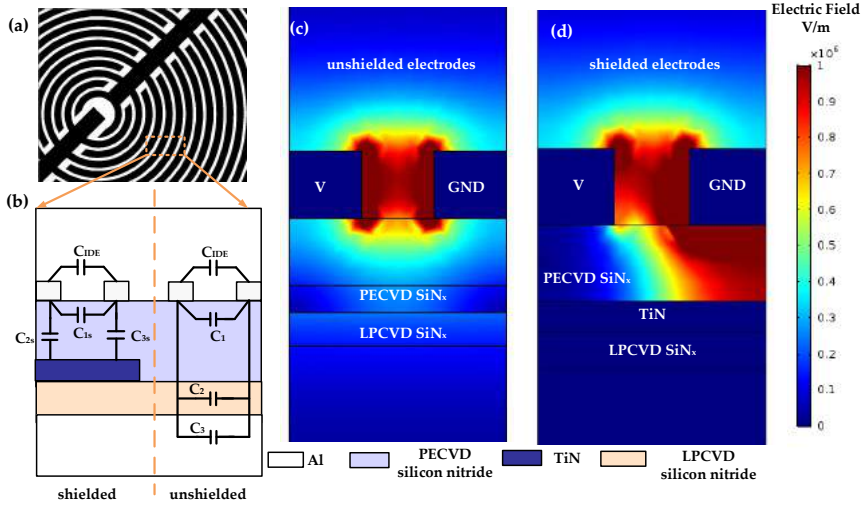 (a)
(b)
C_IDE
C_IDE
C_2s
C_1s
C_3s
C_1
C_2
C_3
shielded
unshielded
(c)
unshielded electrodes
V
GND
PECVD SiNₓ
LPCVD SiNₓ
(d)
shielded electrodes
V
GND
PECVD SiNₓ
TiN
LPCVD SiNₓ
Electric Field
V/m
×10⁶
1
0.9
0.8
0.7
0.6
0.5
0.4
0.3
0.2
0.1
0
Al
PECVD
silicon nitride
TiN
LPCVD
silicon nitride